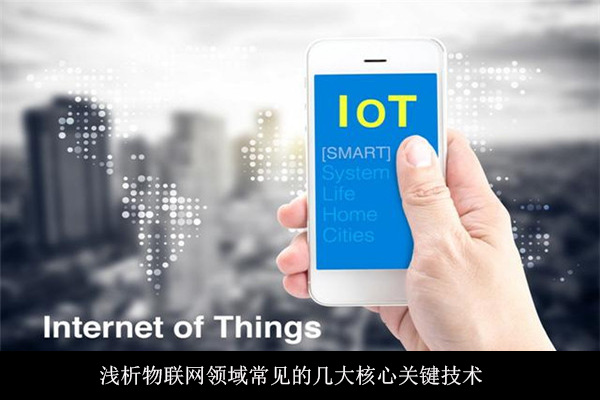 IoT
[SMART]
System
Life
Home
Cities
Internet of Things
浅析物联网领域常见的几大核心关键技术